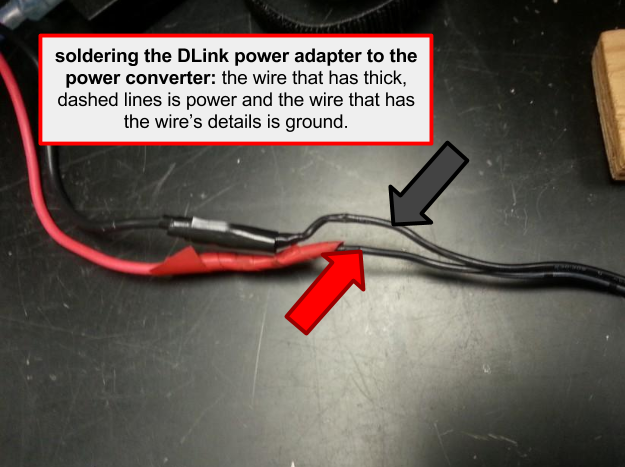 soldering the DLink power adapter to the
power converter: the wire that has thick,
dashed lines is power and the wire that has
the wire's details is ground.